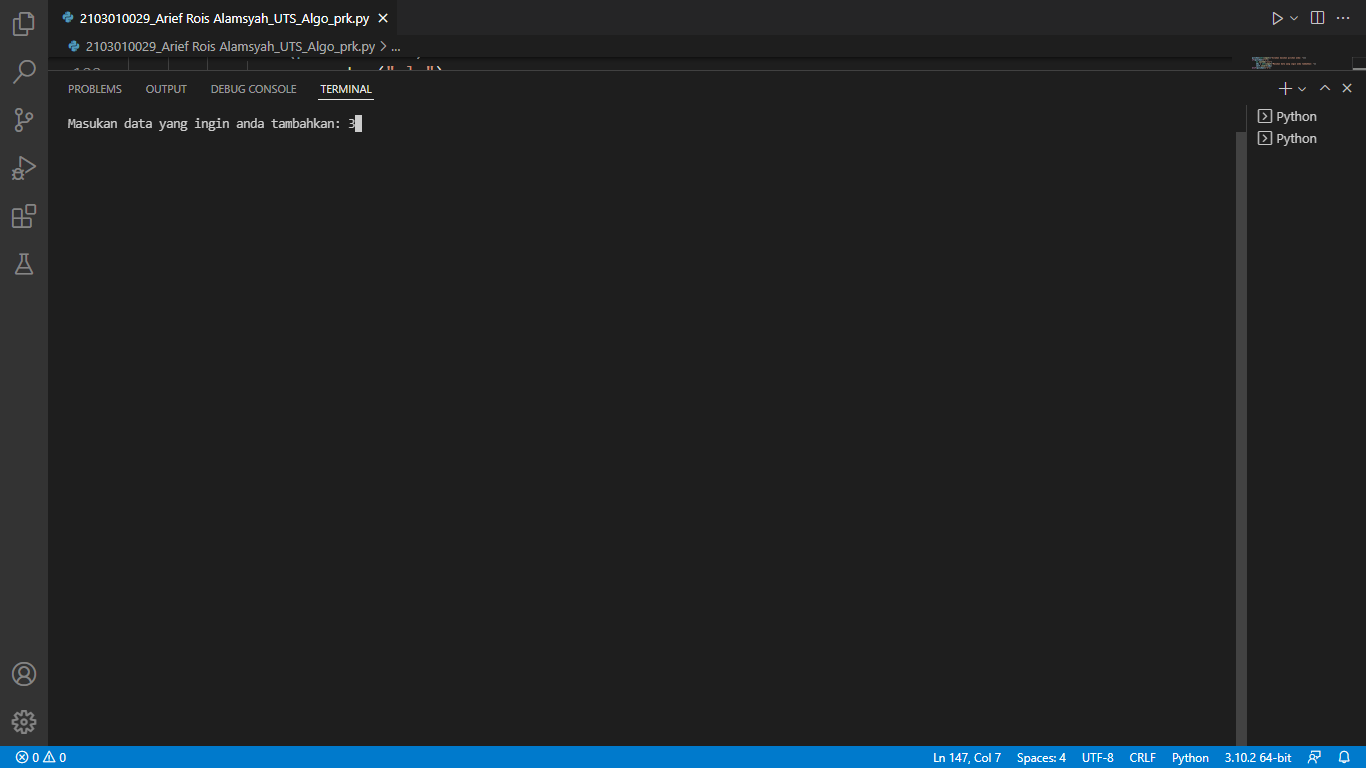 2103010029_Arief Rois Alamsyah_UTS_Algo_prk.py
2103010029_Arief Rois Alamsyah_UTS_Algo_prk.py > ...
PROBLEMS OUTPUT DEBUG CONSOLE TERMINAL
Masukan data yang ingin anda tambahkan: 3
Python
Python
0 0 Ln 147, Col 7 Spaces: 4 UTF-8 CRLF Python 3.10.2 64-bit